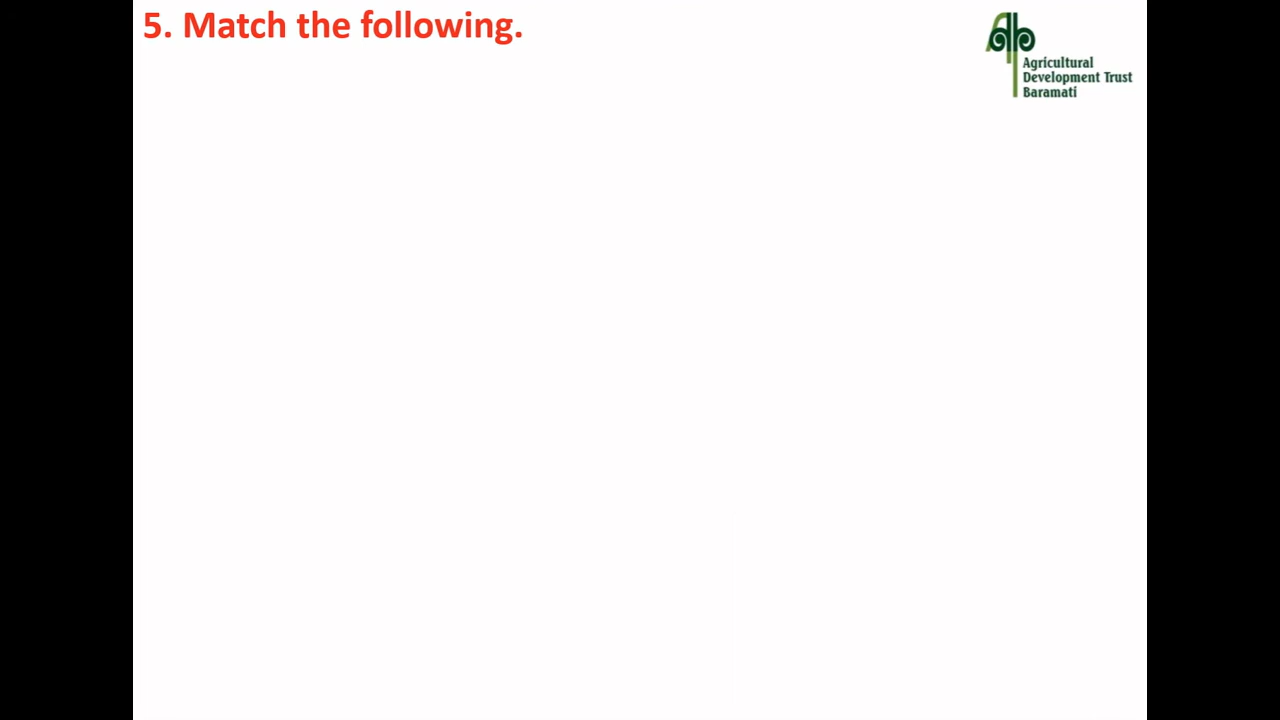 5. Match the following.
Agricultural
Development Trust
Baramati